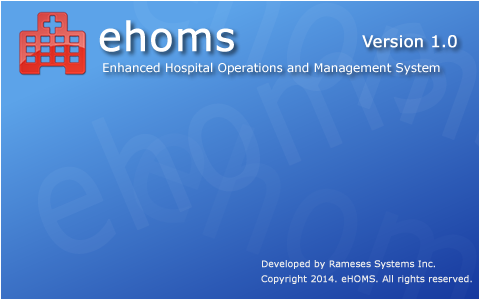 ehoms
Version 1.0
Enhanced Hospital Operations and Management System
Developed by Rameses Systems Inc.
Copyright 2014. eHOMS. All rights reserved.